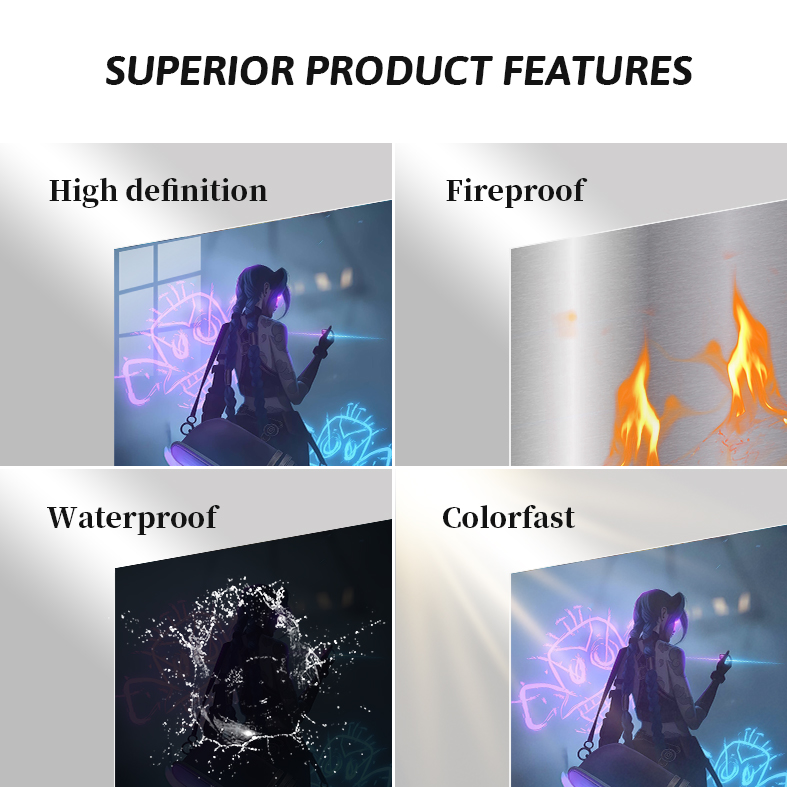 SUPERIOR PRODUCT FEATURES
High definition
Fireproof
Waterproof
Colorfast